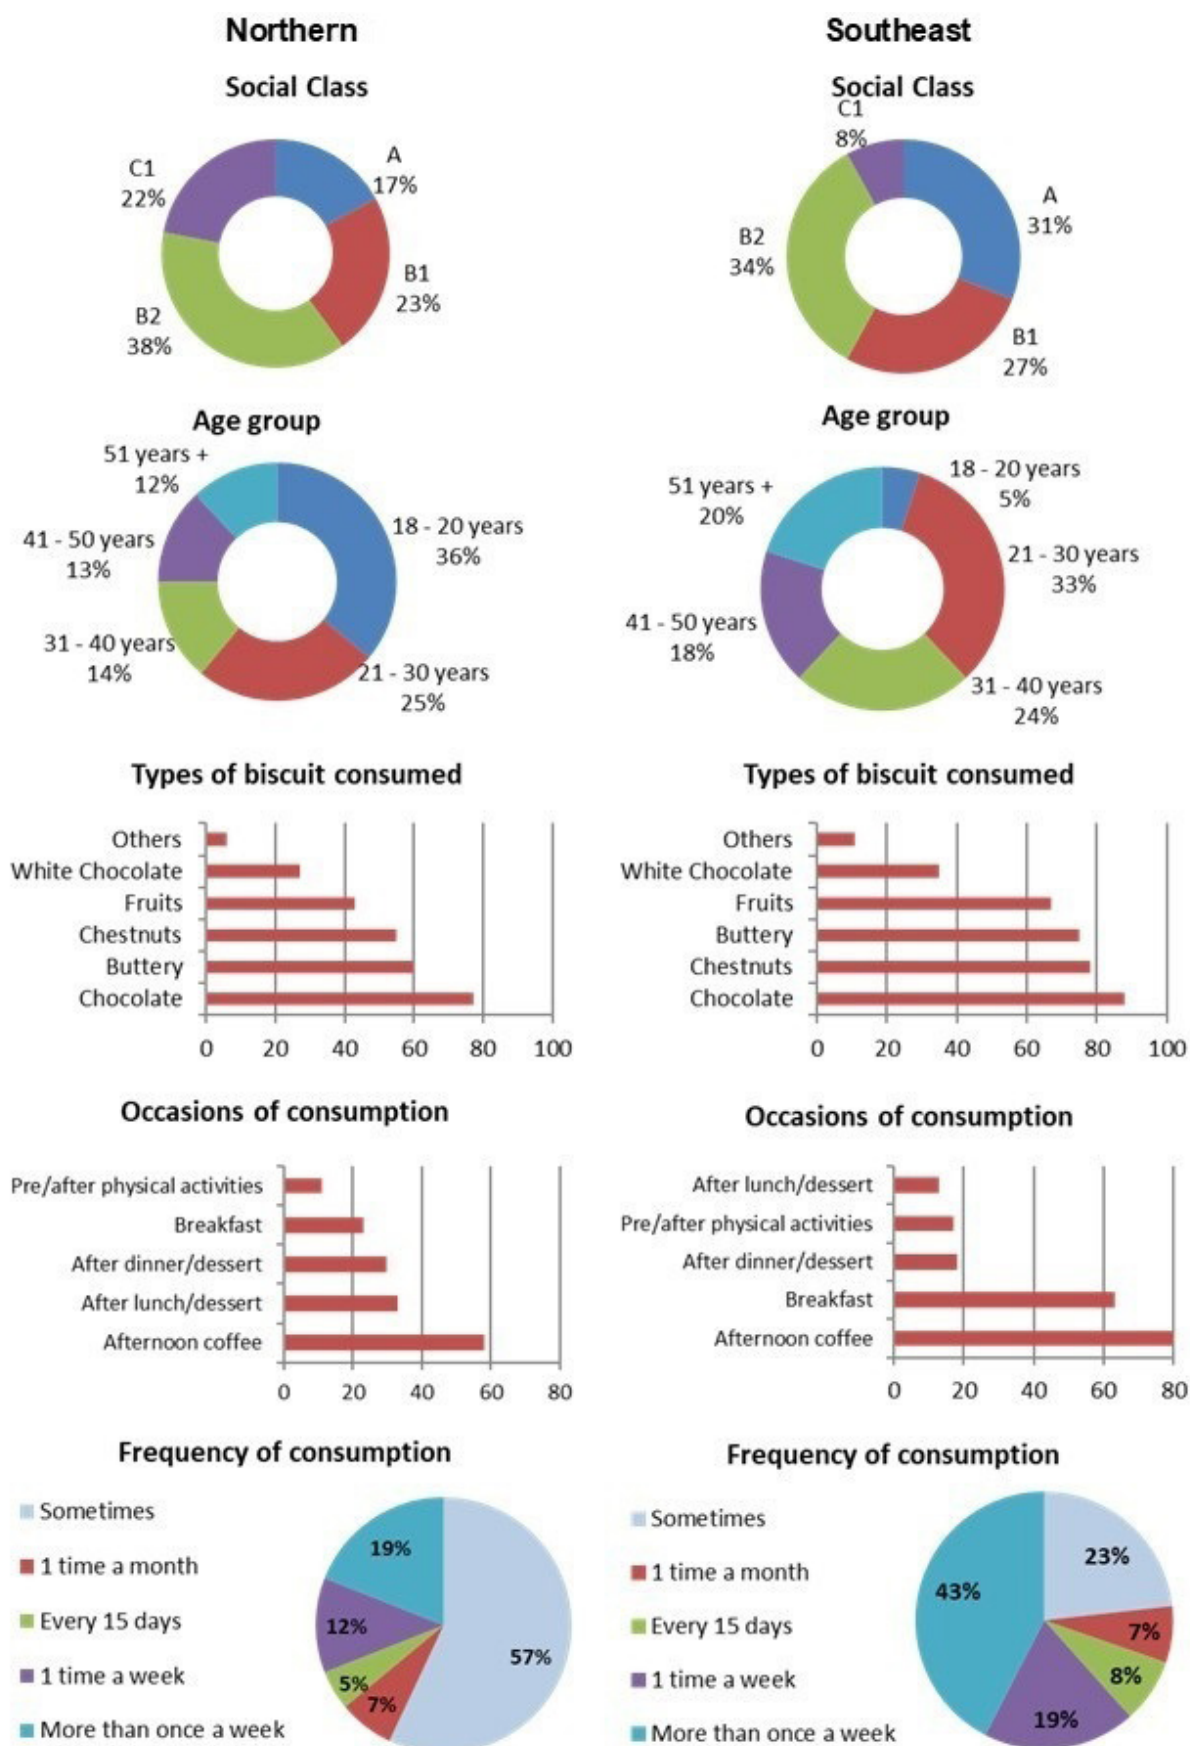 Northern
Social Class
A
17%
B1
23%
B2
38%
C1
22%
Age group
18 - 20 years
36%
21 - 30 years
25%
31 - 40 years
14%
41 - 50 years
13%
51 years +
12%
Types of biscuit consumed
Others
White Chocolate
Fruits
Chestnuts
Buttery
Chocolate
0 20 40 60 80 100
Occasions of consumption
Pre/after physical activities
Breakfast
After dinner/dessert
After lunch/dessert
Afternoon coffee
0 20 40 60 80
Frequency of consumption
Sometimes
1 time a month
Every 15 days
1 time a week
More than once a week
57%
7%
5%
12%
19%
Southeast
Social Class
A
31%
B1
27%
B2
34%
C1
8%
Age group
18 - 20 years
5%
21 - 30 years
33%
31 - 40 years
24%
41 - 50 years
18%
51 years +
20%
Types of biscuit consumed
Others
White Chocolate
Fruits
Buttery
Chestnuts
Chocolate
0 20 40 60 80 100
Occasions of consumption
After lunch/dessert
Pre/after physical activities
After dinner/dessert
Breakfast
Afternoon coffee
0 20 40 60 80
Frequency of consumption
Sometimes
1 time a month
Every 15 days
1 time a week
More than once a week
23%
7%
8%
19%
43%